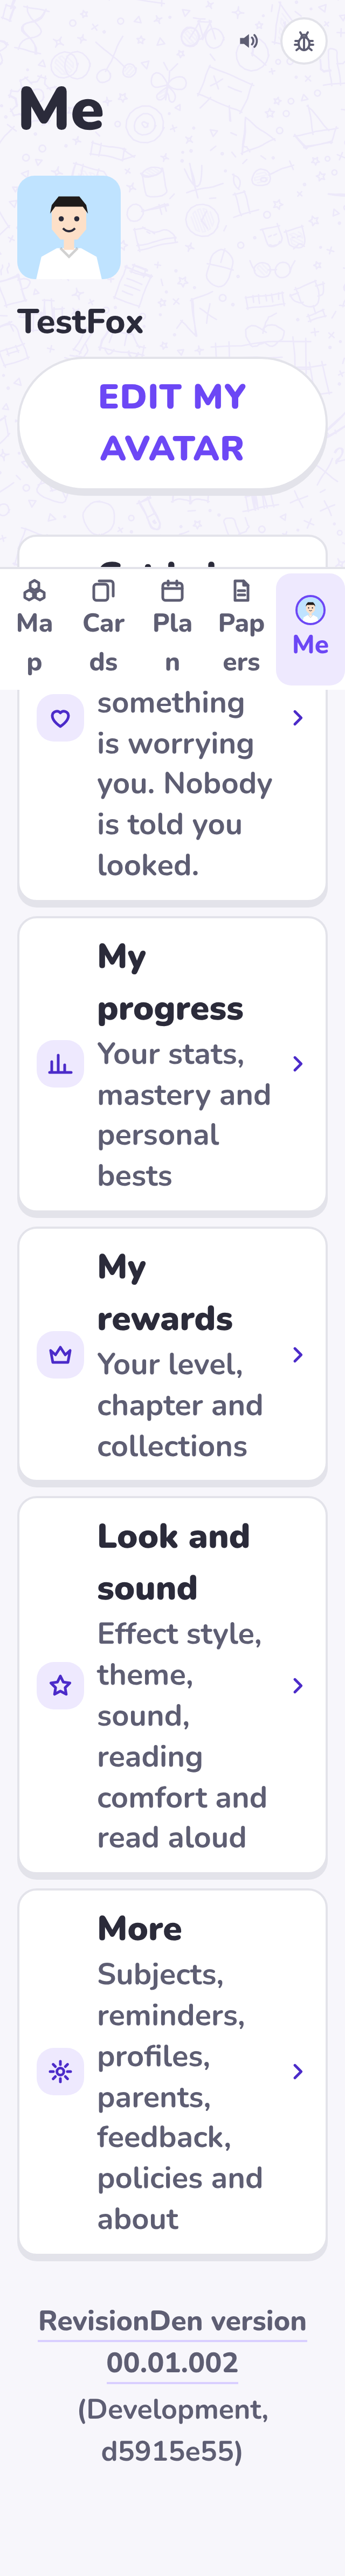 Me
TestFox
EDIT MY
AVATAR
Ma
p
Car
ds
Pla
n
Pap
ers
Me
something
is worrying
you. Nobody
is told you
looked.
My
progress
Your stats,
mastery and
personal
bests
My
rewards
Your level,
chapter and
collections
Look and
sound
Effect style,
theme,
sound,
reading
comfort and
read aloud
More
Subjects,
reminders,
profiles,
parents,
feedback,
policies and
about
RevisionDen version
00.01.002
(Development,
d5915e55)